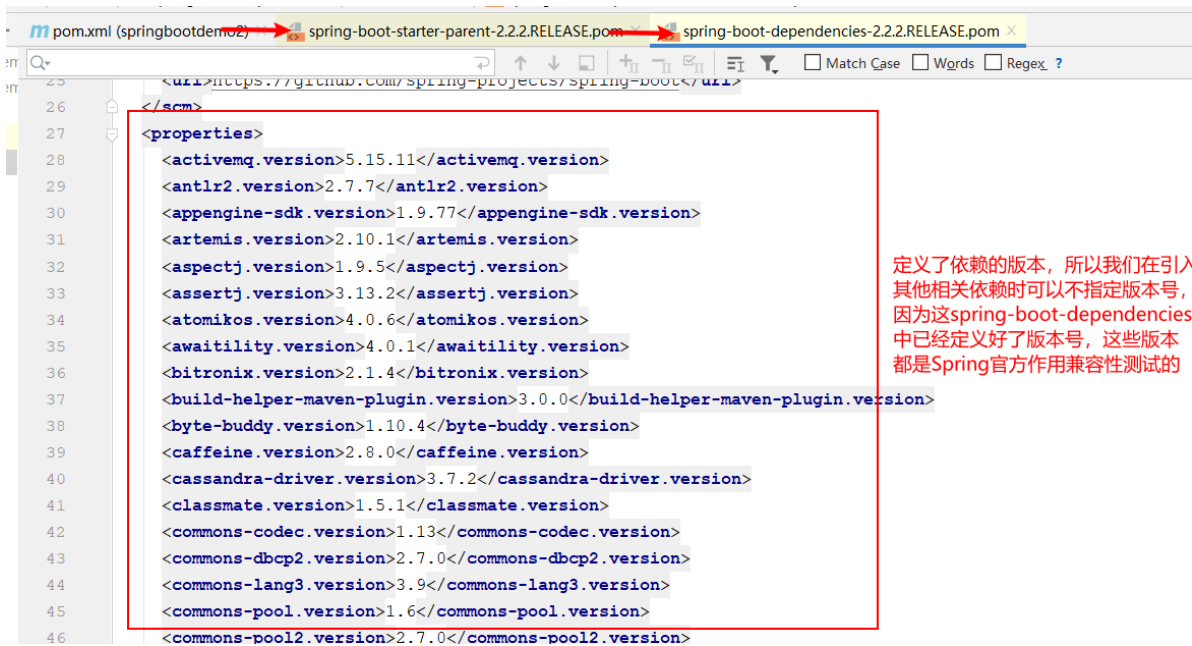 pom.xml (springbootdemo2) spring-boot-starter-parent-2.2.2.RELEASE.pom spring-boot-dependencies-2.2.2.RELEASE.pom
Match Case Words Regex ?
25 <url>https://github.com/spring-projects/spring-boot</url>
26 </scm>
27 <properties>
28 <activemq.version>5.15.11</activemq.version>
29 <antlr2.version>2.7.7</antlr2.version>
30 <appengine-sdk.version>1.9.77</appengine-sdk.version>
31 <artemis.version>2.10.1</artemis.version>
32 <aspectj.version>1.9.5</aspectj.version>
33 <assertj.version>3.13.2</assertj.version>
34 <atomikos.version>4.0.6</atomikos.version>
35 <awaitility.version>4.0.1</awaitility.version>
36 <bitronix.version>2.1.4</bitronix.version>
37 <build-helper-maven-plugin.version>3.0.0</build-helper-maven-plugin.version>
38 <byte-buddy.version>1.10.4</byte-buddy.version>
39 <caffeine.version>2.8.0</caffeine.version>
40 <cassandra-driver.version>3.7.2</cassandra-driver.version>
41 <classmate.version>1.5.1</classmate.version>
42 <commons-codec.version>1.13</commons-codec.version>
43 <commons-dbcp2.version>2.7.0</commons-dbcp2.version>
44 <commons-lang3.version>3.9</commons-lang3.version>
45 <commons-pool.version>1.6</commons-pool.version>
46 <commons-pool2.version>2.7.0</commons-pool2.version>
定义了依赖的版本，所以我们在引入
其他相关依赖时可以不指定版本号，
因为这spring-boot-dependencies
中已经定义好了版本号，这些版本
都是Spring官方作用兼容性测试的